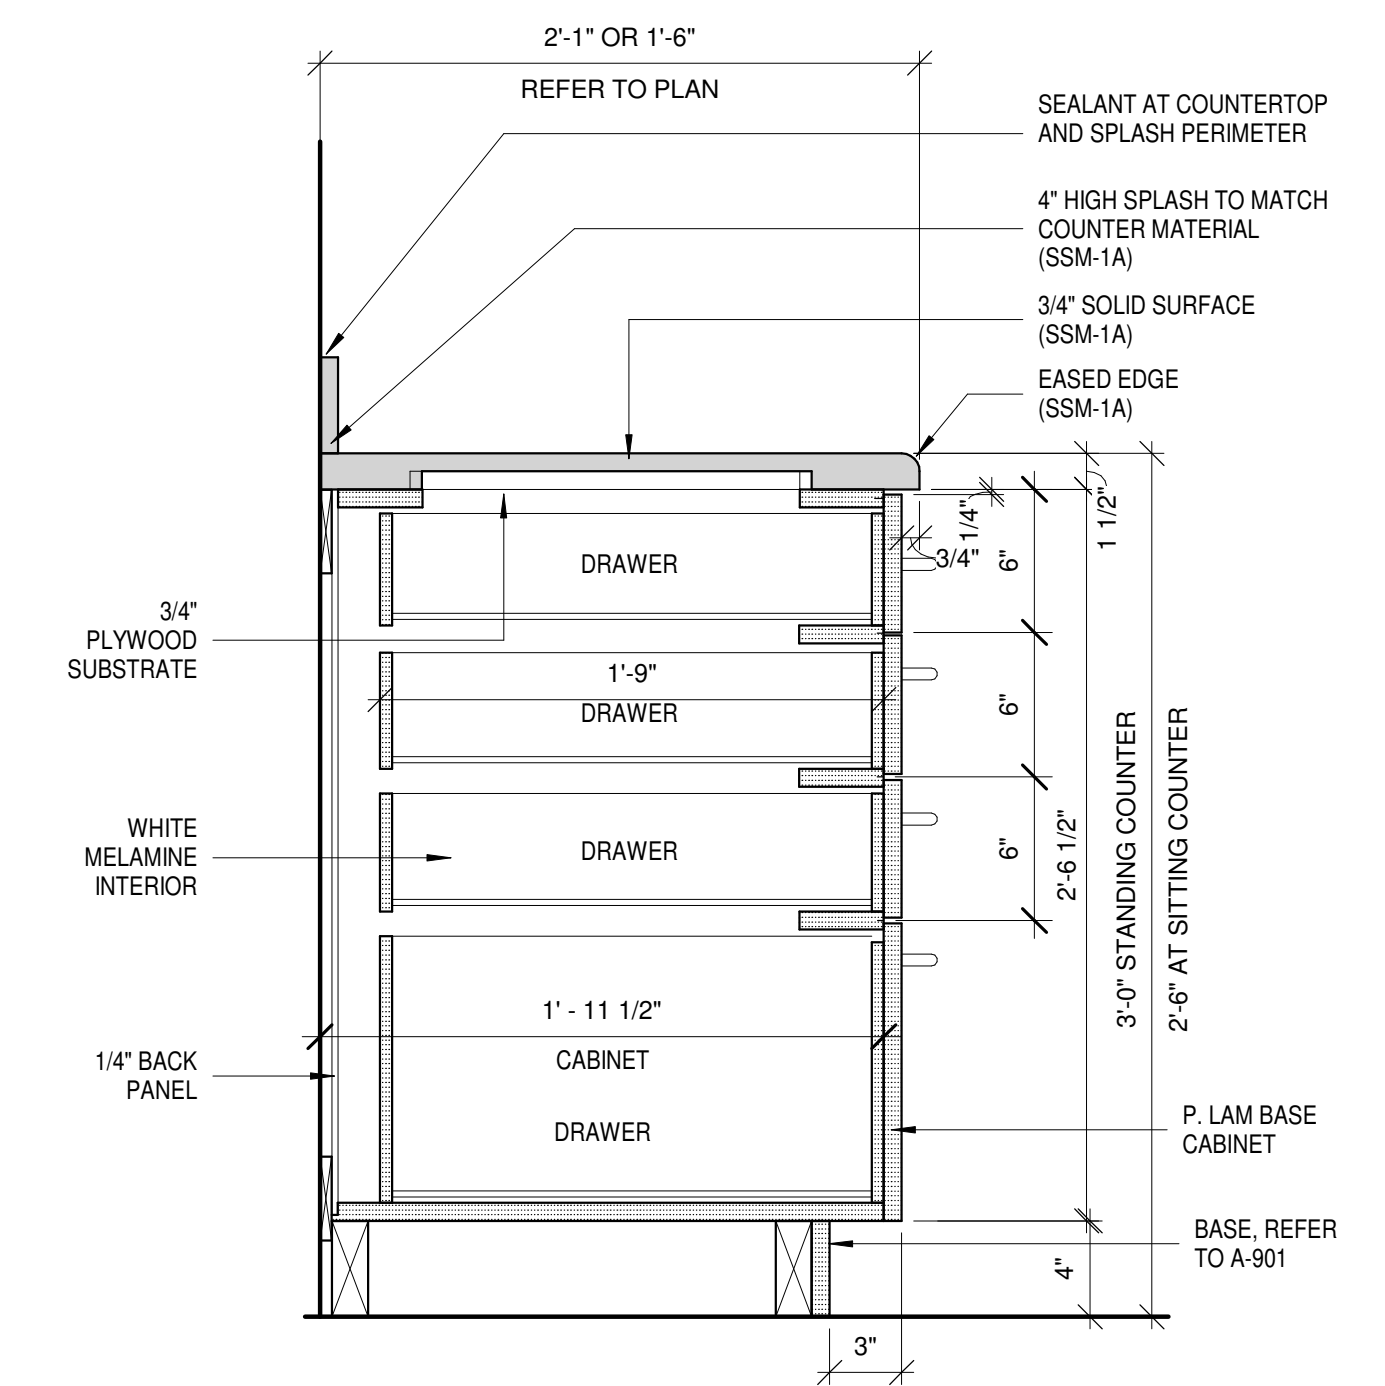 2'-1" OR 1'-6"
REFER TO PLAN
SEALANT AT COUNTERTOP
AND SPLASH PERIMETER
4" HIGH SPLASH TO MATCH
COUNTER MATERIAL
(SSM-1A)
3/4" SOLID SURFACE
(SSM-1A)
EASED EDGE
(SSM-1A)
1/4"
1 1/2"
3/4"
6"
DRAWER
3/4"
PLYWOOD
SUBSTRATE
1'-9"
DRAWER
6"
WHITE
MELAMINE
INTERIOR
DRAWER
6"
2'-6 1/2"
3'-0" STANDING COUNTER
2'-6" AT SITTING COUNTER
1' - 11 1/2"
CABINET
DRAWER
1/4" BACK
PANEL
P. LAM BASE
CABINET
BASE, REFER
TO A-901
4"
3"